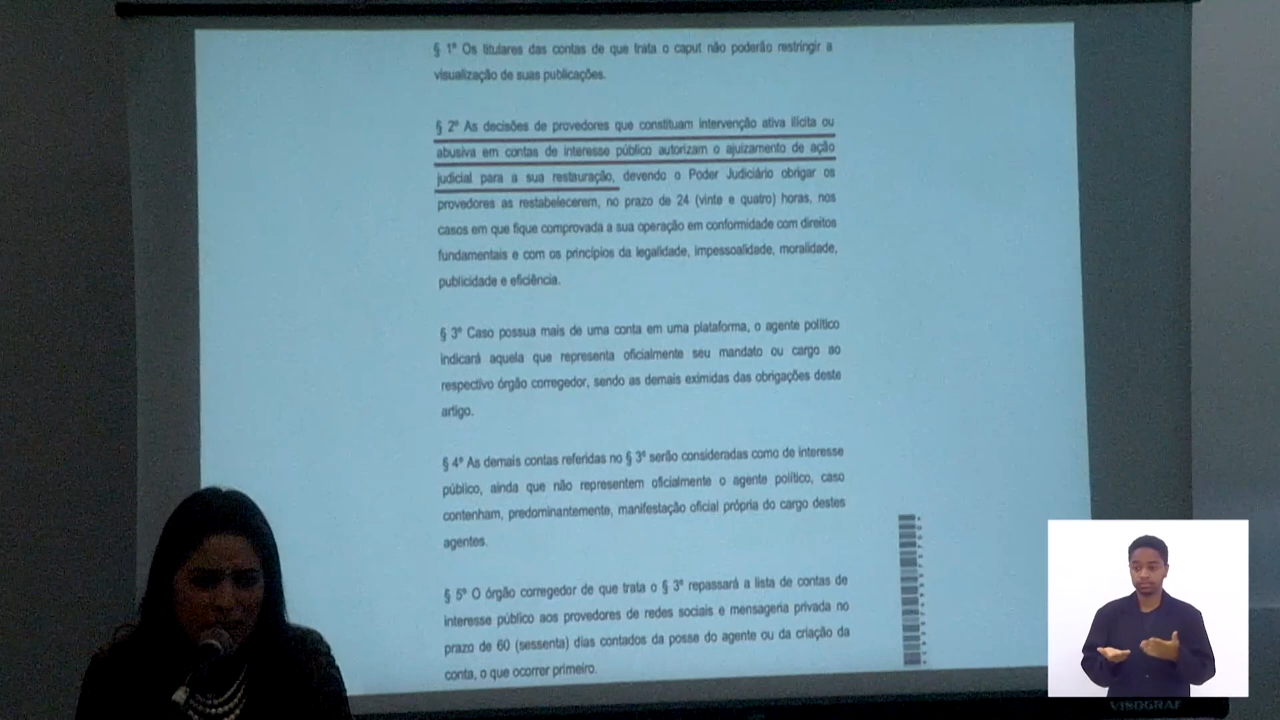 § 1º Os titulares das contas de que trata o caput não poderão restringir a
visualização de suas publicações.
§ 2º As decisões de provedores que constituam intervenção ativa ilícita ou
abusiva em contas de interesse público autorizam o ajuizamento de ação
judicial para a sua restauração, devendo o Poder Judiciário obrigar os
provedores as restabelecerem, no prazo de 24 (vinte e quatro) horas, nos
casos em que fique comprovada a sua operação em conformidade com direitos
fundamentais e com os princípios da legalidade, impessoalidade, moralidade,
publicidade e eficiência.
§ 3º Caso possua mais de uma conta em uma plataforma, o agente político
indicará aquela que representa oficialmente seu mandato ou cargo ao
respectivo órgão corregedor, sendo as demais eximidas das obrigações deste
artigo.
§ 4º As demais contas referidas no § 3º serão consideradas como de interesse
público, ainda que não representem oficialmente o agente político, caso
contenham, predominantemente, manifestação oficial própria do cargo destes
agentes.
§ 5º O órgão corregedor de que trata o § 3º repassará a lista de contas de
interesse público aos provedores de redes sociais e mensageria privada no
prazo de 60 (sessenta) dias contados da posse do agente ou da criação da
conta, o que ocorrer primeiro.
VISOGRAF